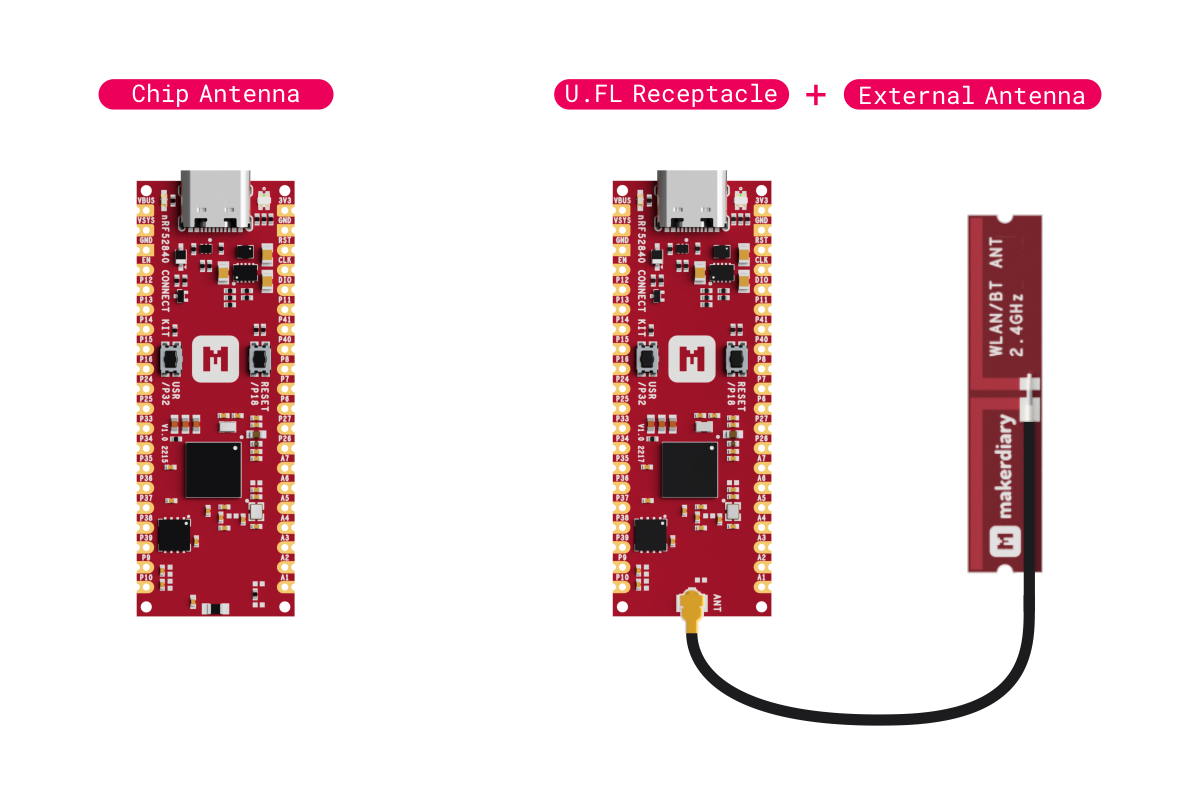 Chip Antenna
U.FL Receptacle + External Antenna
VBUS
VSYS
GND
EN
P12
P13
P14
P15
P16
P24
P25
P33
P34
P35
P36
P37
P38
P39
P9
P10
nRF52840 CONNECT KIT
USR
/P32
RESET
/P18
V1.0 2215
3V3
GND
RST
CLK
DIO
P11
P41
P40
P8
P7
P6
P27
P26
A7
A6
A5
A4
A3
A2
A1
VBUS
VSYS
GND
EN
P12
P13
P14
P15
P16
P24
P25
P33
P34
P35
P36
P37
P38
P39
P9
P10
nRF52840 CONNECT KIT
USR
/P32
RESET
/P18
V1.0 2217
3V3
GND
RST
CLK
DIO
P11
P41
P40
P8
P7
P6
P27
P26
A7
A6
A5
A4
A3
A2
A1
ANT
WLAN/BT ANT
2.4GHz
makerdiary